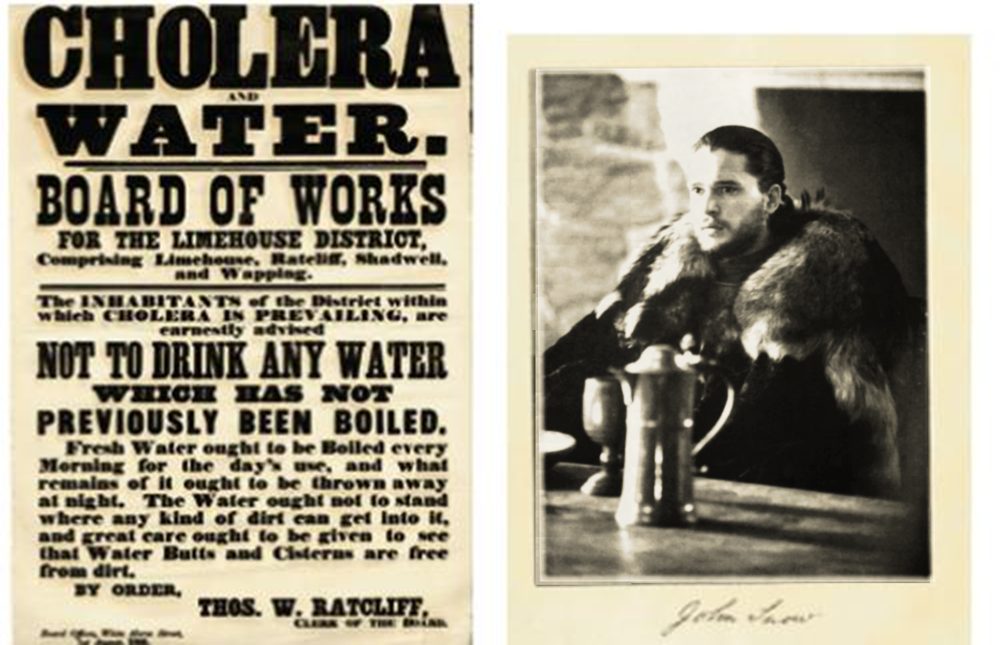 CHOLERA
AND
WATER.
BOARD OF WORKS
FOR THE LIMEHOUSE DISTRICT,
Comprising Limehouse, Ratcliff, Shadwell,
and Wapping.
The INHABITANTS of the District within
which CHOLERA IS PREVAILING, are
earnestly advised
NOT TO DRINK ANY WATER
WHICH HAS NOT
PREVIOUSLY BEEN BOILED.
Fresh Water ought to be Boiled every
Morning for the day's use, and what
remains of it ought to be thrown away
at night. The Water ought not to stand
where any kind of dirt can get into it,
and great care ought to be given to see
that Water Butts and Cisterns are free
from dirt.
BY ORDER,
THOS. W. RATCLIFF,
CLERK OF THE BOARD.
Board Offices, White Horse Street,
John Snow